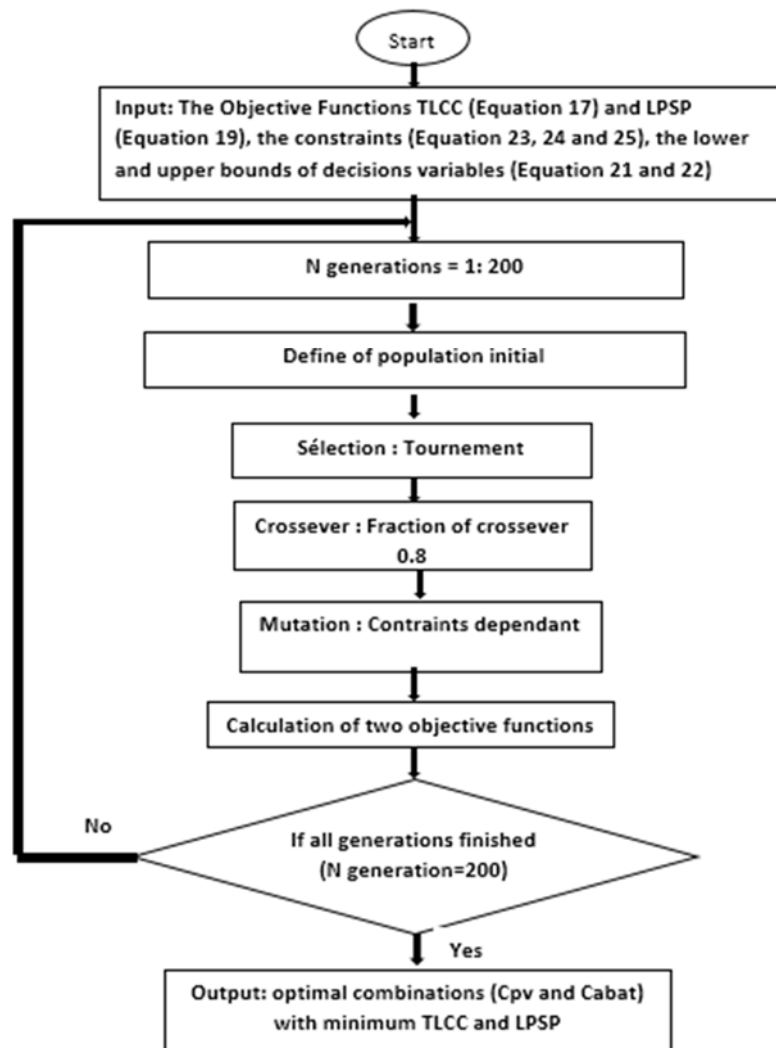 Start
Input: The Objective Functions TLCC (Equation 17) and LPSP
(Equation 19), the constraints (Equation 23, 24 and 25), the lower
and upper bounds of decisions variables (Equation 21 and 22)
N generations = 1: 200
Define of population initial
Sélection : Tournement
Crossever : Fraction of crossever
0.8
Mutation : Contraints dependant
Calculation of two objective functions
No
If all generations finished
(N generation=200)
Yes
Output: optimal combinations (Cpv and Cabat)
with minimum TLCC and LPSP